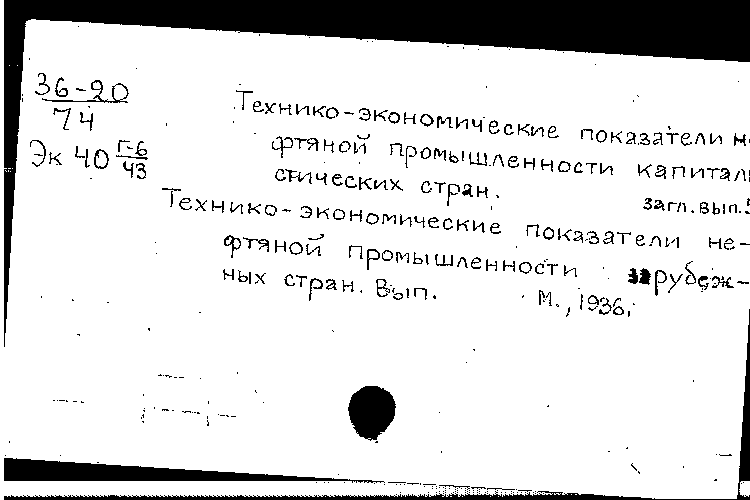 36-20
74
Эк 40 Г-6
43
Технико-экономические показатели не
фтяной промышленности капитали
стических стран.
загл. вып. 5
Технико-экономические показатели не-
фтяной промышленности зарубеж-
ных стран. Вып. М., 1936.